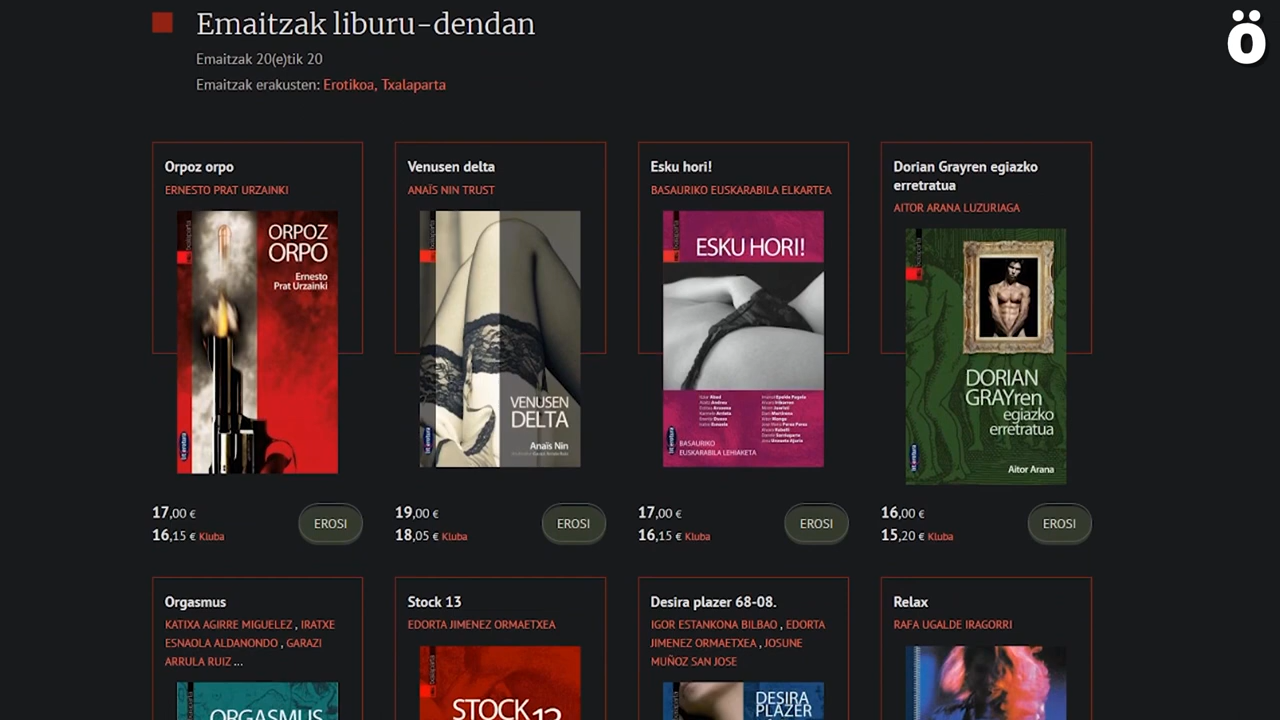 Emaitzak liburu-dendan
ö
Emaitzak 20(e)tik 20
Emaitzak erakusten: Erotikoa, Txalaparta
Orpoz orpo
ERNESTO PRAT URZAINKI
ORPOZ
ORPO
Ernesto
Prat Urzainki
17,00 €
16,15 € Kluba
EROSI
Venusen delta
ANAÏS NIN TRUST
VENUSEN
DELTA
Anaïs Nin
19,00 €
18,05 € Kluba
EROSI
Esku hori!
BASAURIKO EUSKARABILA ELKARTEA
ESKU HORI!
BASAURIKO
EUSKARABILA LEHIAKETA
17,00 €
16,15 € Kluba
EROSI
Dorian Grayren egiazko
erretratua
AITOR ARANA LUZURIAGA
DORIAN
GRAYren
egiazko
erretratua
Aitor Arana
16,00 €
15,20 € Kluba
EROSI
Orgasmus
KATIXA AGIRRE MIGUELEZ , IRATXE
ESNAOLA ALDANONDO , GARAZI
ARRULA RUIZ ...
ORGASMUS
Stock 13
EDORTA JIMENEZ ORMAETXEA
STOCK
13
Desira plazer 68-08.
IGOR ESTANKONA BILBAO , EDORTA
JIMENEZ ORMAETXEA , JOSUNE
MUÑOZ SAN JOSE
DESIRA
PLAZER
Relax
RAFA UGALDE IRAGORRI